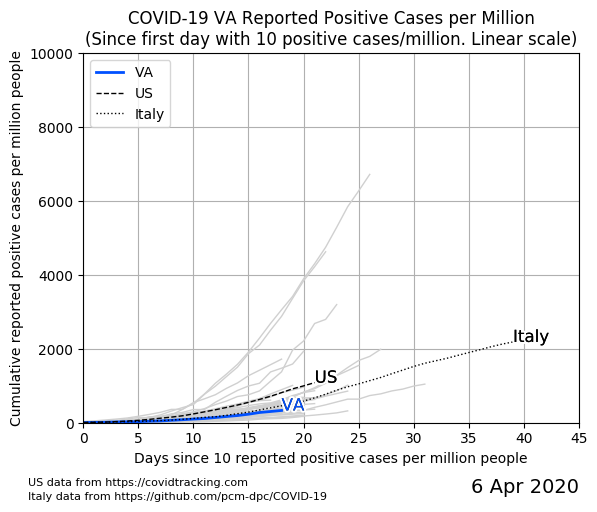 COVID-19 VA Reported Positive Cases per Million
(Since first day with 10 positive cases/million. Linear scale)
Cumulative reported positive cases per million people
10000
8000
6000
4000
2000
0
VA
US
Italy
Italy
US
VA
0 5 10 15 20 25 30 35 40 45
Days since 10 reported positive cases per million people
US data from https://covidtracking.com
Italy data from https://github.com/pcm-dpc/COVID-19
6 Apr 2020